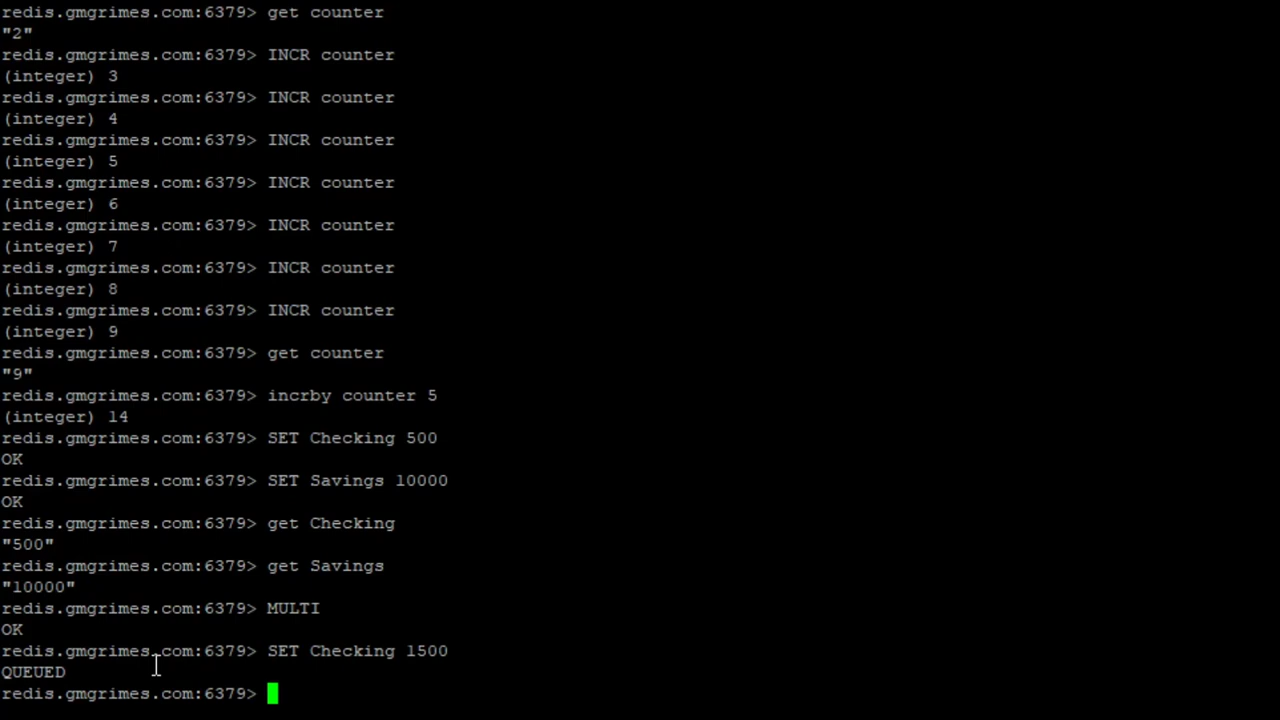 redis.gmgrimes.com:6379> get counter
"2"
redis.gmgrimes.com:6379> INCR counter
(integer) 3
redis.gmgrimes.com:6379> INCR counter
(integer) 4
redis.gmgrimes.com:6379> INCR counter
(integer) 5
redis.gmgrimes.com:6379> INCR counter
(integer) 6
redis.gmgrimes.com:6379> INCR counter
(integer) 7
redis.gmgrimes.com:6379> INCR counter
(integer) 8
redis.gmgrimes.com:6379> INCR counter
(integer) 9
redis.gmgrimes.com:6379> get counter
"9"
redis.gmgrimes.com:6379> incrby counter 5
(integer) 14
redis.gmgrimes.com:6379> SET Checking 500
OK
redis.gmgrimes.com:6379> SET Savings 10000
OK
redis.gmgrimes.com:6379> get Checking
"500"
redis.gmgrimes.com:6379> get Savings
"10000"
redis.gmgrimes.com:6379> MULTI
OK
redis.gmgrimes.com:6379> SET Checking 1500
QUEUED
redis.gmgrimes.com:6379>